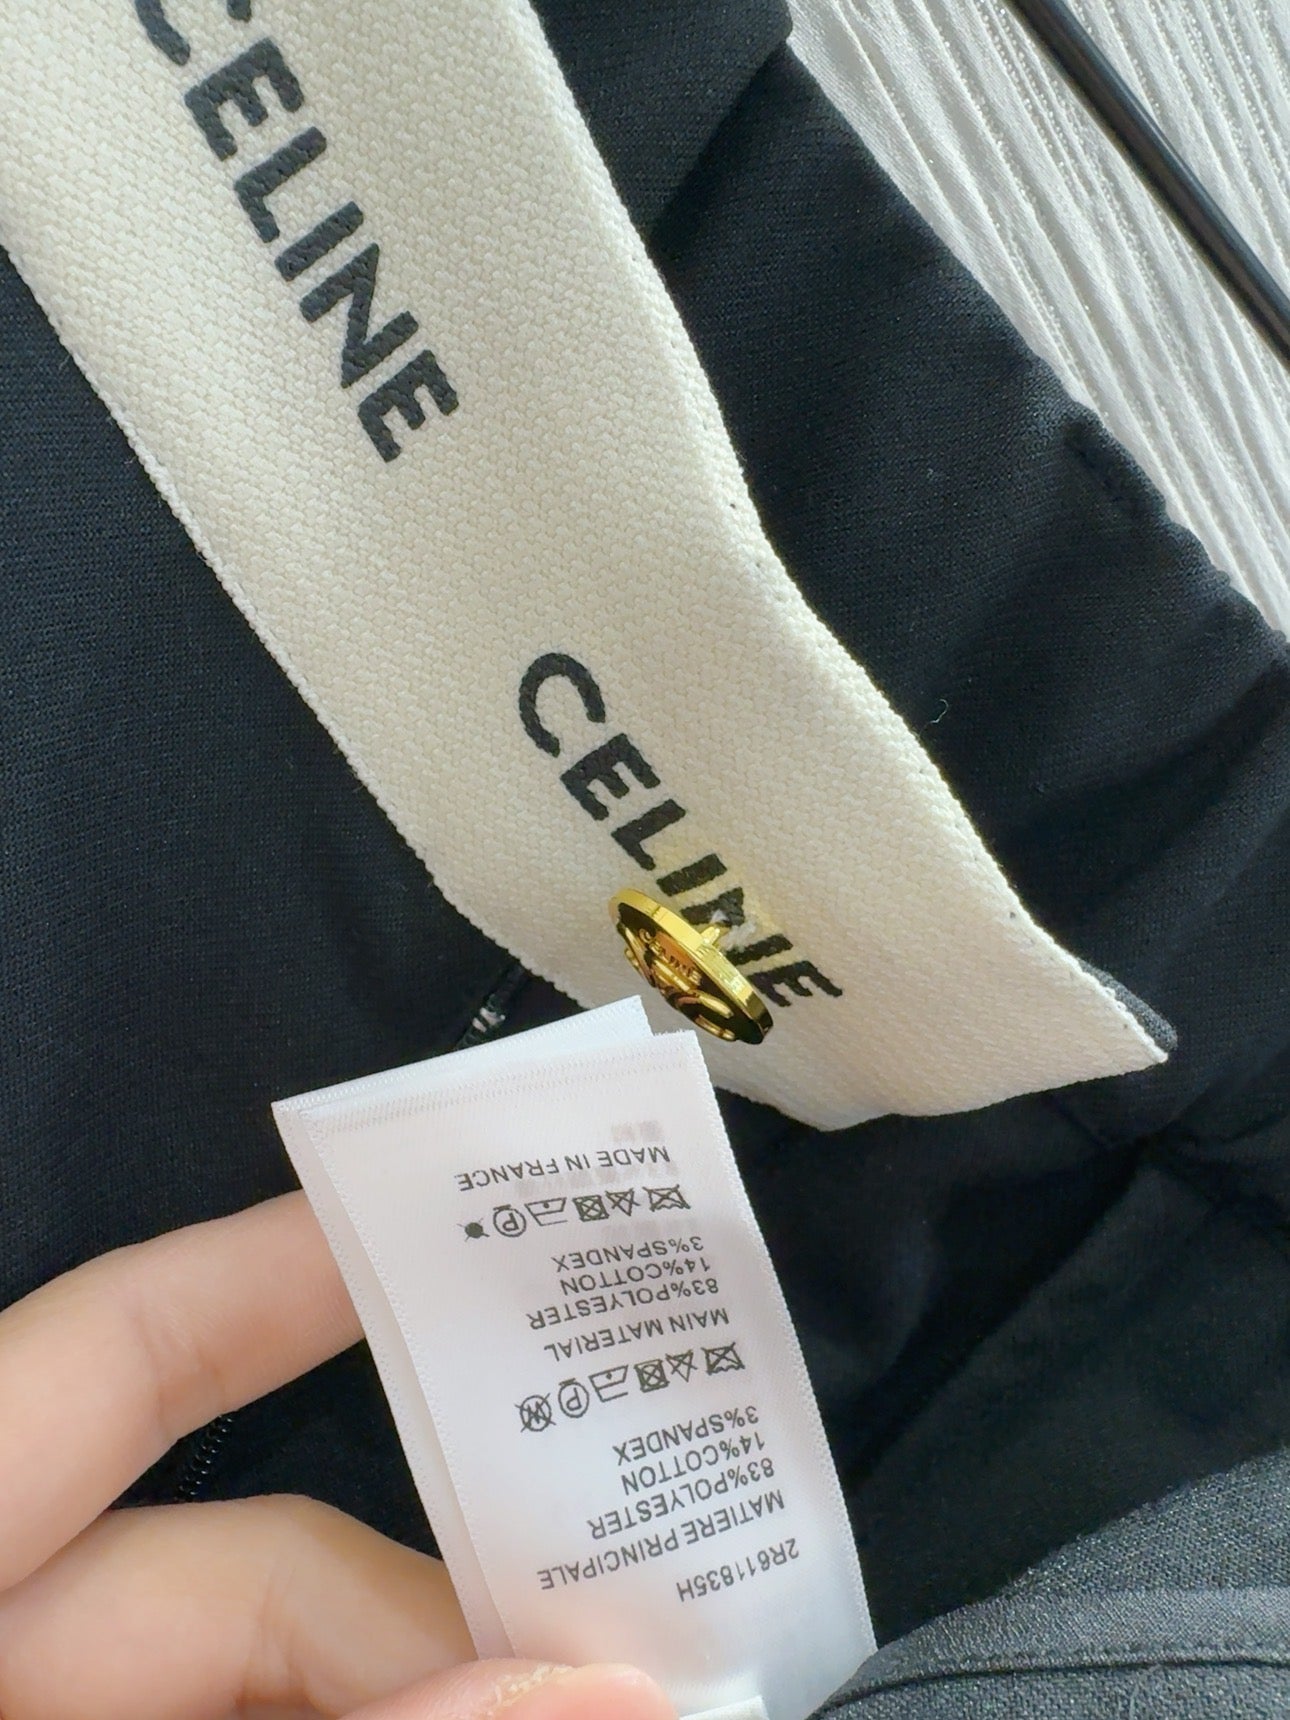 CELINE
CELINE
CELINE
2R611835H
MATIERE PRINCIPALE
83%POLYESTER
14%COTTON
3%SPANDEX
W P
MAIN MATERIAL
83%POLYESTER
14%COTTON
3%SPANDEX
P
MADE IN FRANCE